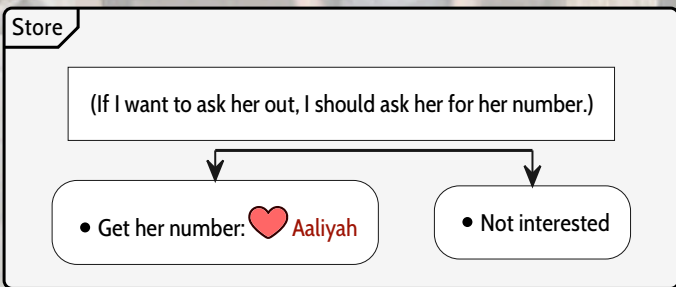 Store
(If I want to ask her out, I should ask her for her number.)
• Get her number: Aaliyah
• Not interested